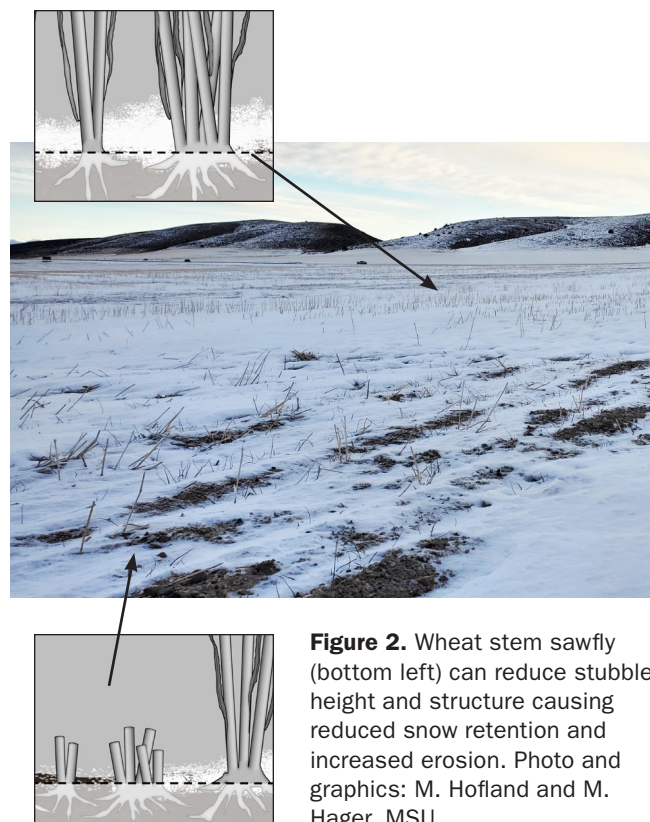 Figure 2. Wheat stem sawfly
(bottom left) can reduce stubble
height and structure causing
reduced snow retention and
increased erosion. Photo and
graphics: M. Hofland and M.
Hager, MSU